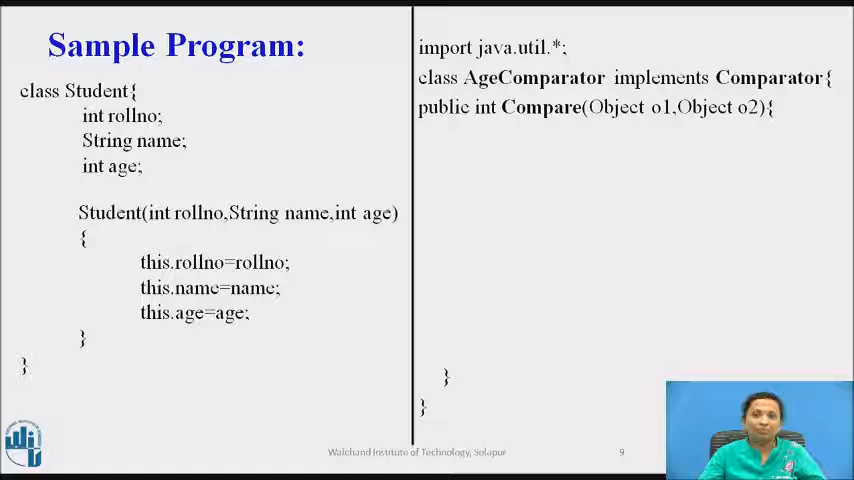 Sample Program:
class Student{
int rollno;
String name;
int age;
Student(int rollno,String name,int age)
{
this.rollno=rollno;
this.name=name;
this.age=age;
}
}
import java.util.*;
class AgeComparator implements Comparator{
public int Compare(Object o1,Object o2){
}
}
Walchand Institute of Technology, Solapur
9